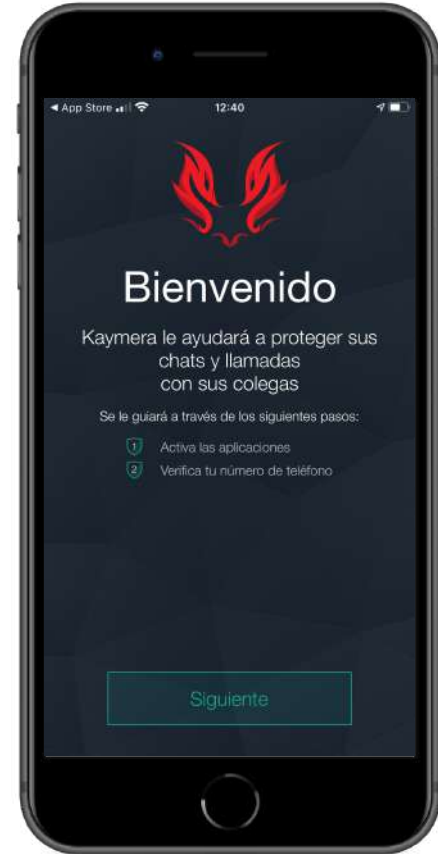 App Store
12:40
Bienvenido
Kaymera le ayudará a proteger sus
chats y llamadas
con sus colegas
Se le guiará a través de los siguientes pasos:
1 Activa las aplicaciones
2 Verifica tu número de teléfono
Siguiente